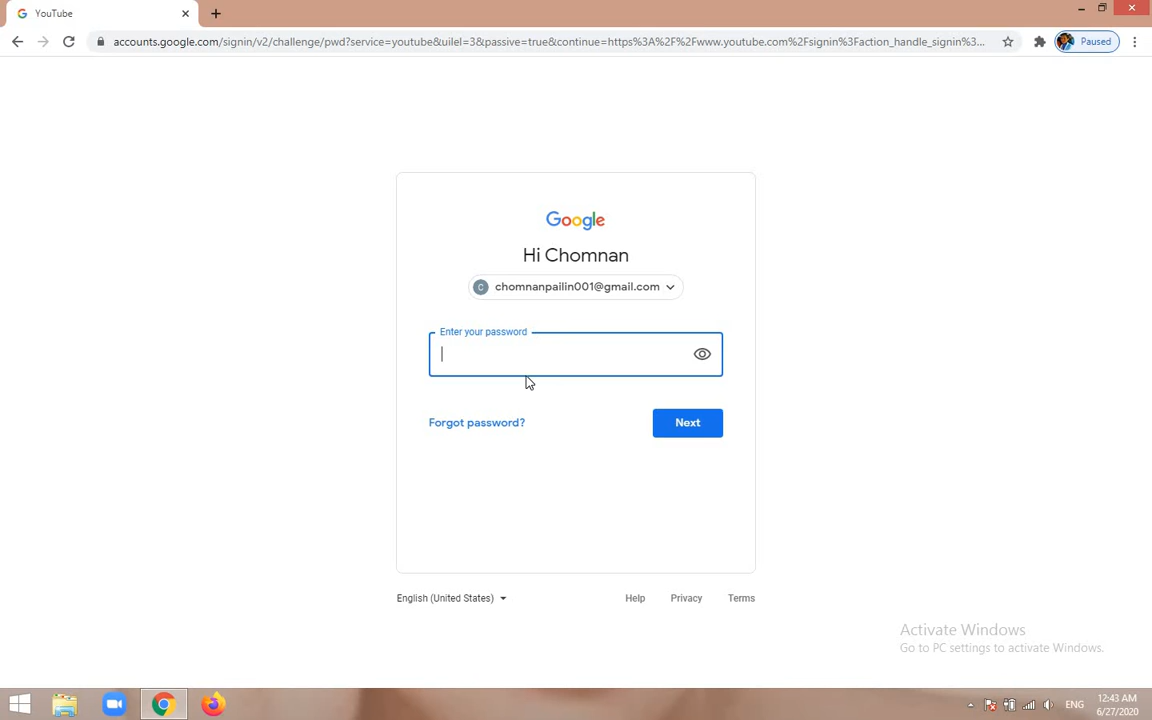 YouTube
accounts.google.com/signin/v2/challenge/pwd?service=youtube&uilel=3&passive=true&continue=https%3A%2F%2Fwww.youtube.com%2Fsignin%3Faction_handle_signin%3...
Paused
Google
Hi Chomnan
C chomnanpailin001@gmail.com
Enter your password
Forgot password?
Next
English (United States)
Help
Privacy
Terms
Activate Windows
Go to PC settings to activate Windows.
ENG
12:43 AM
6/27/2020